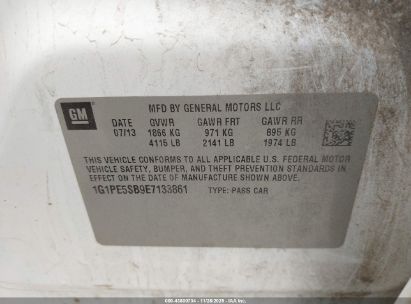 GM
MFD BY GENERAL MOTORS LLC
DATE GVWR GAWR FRT GAWR RR
07/13 1866 KG 971 KG 895 KG
4115 LB 2141 LB 1974 LB
THIS VEHICLE CONFORMS TO ALL APPLICABLE U.S. FEDERAL MOTOR
VEHICLE SAFETY, BUMPER, AND THEFT PREVENTION STANDARDS IN
EFFECT ON THE DATE OF MANUFACTURE SHOWN ABOVE.
1G1PE5SB9E7133861 TYPE: PASS CAR